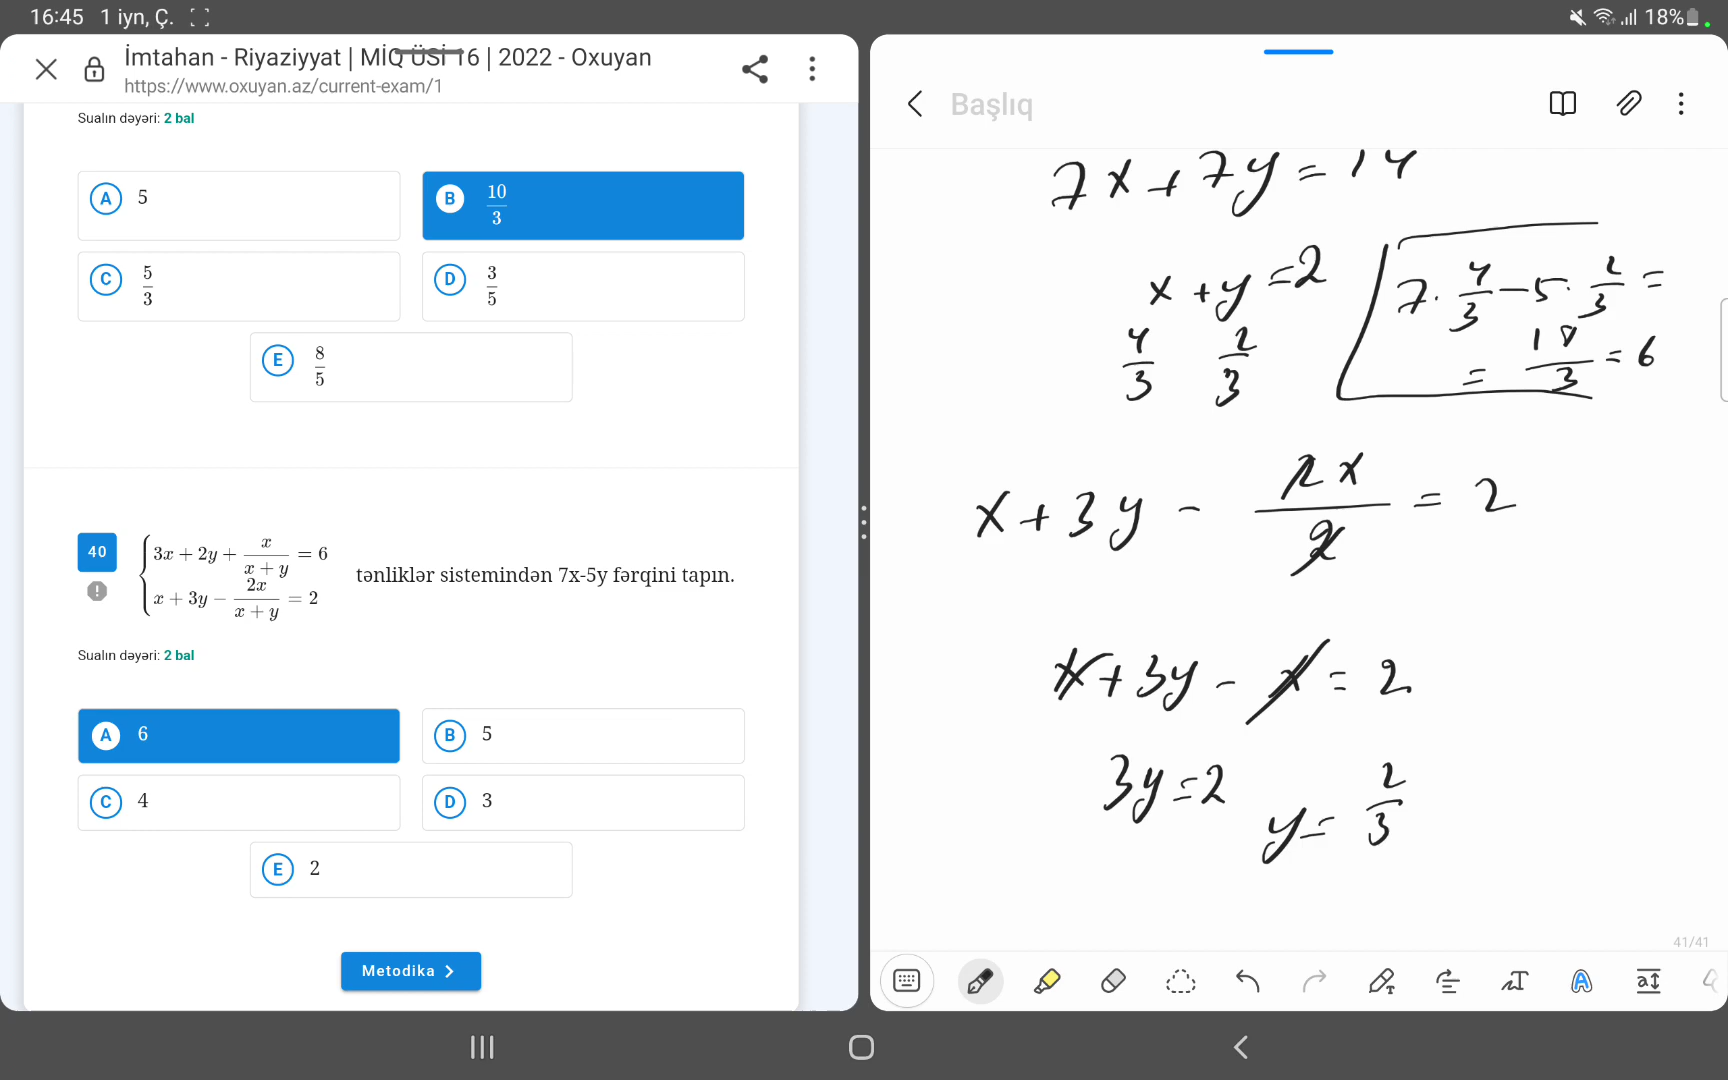 16:45 1 iyn, Ç.
18%
İmtahan - Riyaziyyat | MİQ ÜSİ 16 | 2022 - Oxuyan
https://www.oxuyan.az/current-exam/1
Sualın dəyəri: 2 bal
A 5
B 10/3
C 5/3
D 3/5
E 8/5
40
3x + 2y + x/(x + y) = 6
x + 3y − 2x/(x + y) = 2
tənliklər sistemindən 7x-5y fərqini tapın.
Sualın dəyəri: 2 bal
A 6
B 5
C 4
D 3
E 2
Metodika
Başlıq
7x + 7y = 14
x + y = 2
4/3 2/3
7 · 4/3 − 5 · 2/3 =
= 18/3 = 6
x + 3y − 2x/2 = 2
x + 3y − x = 2
3y = 2
y = 2/3
41/41